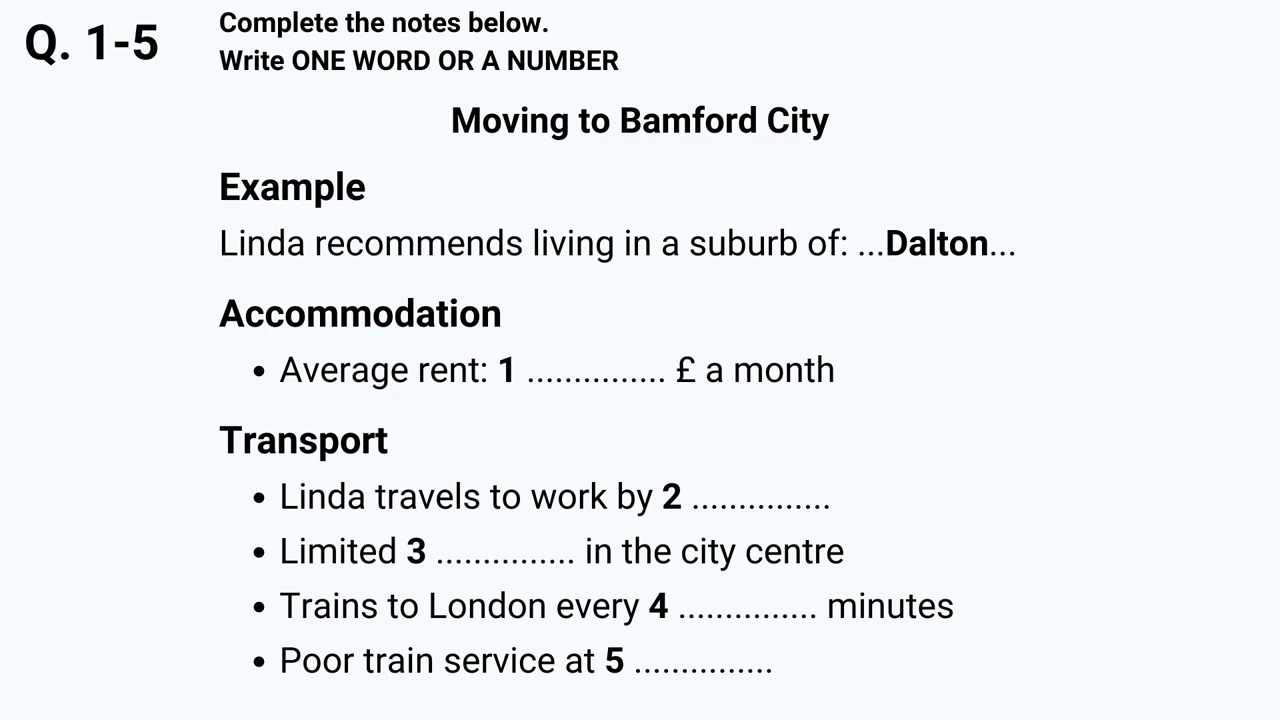 Q. 1-5
Complete the notes below.
Write ONE WORD OR A NUMBER
Moving to Bamford City
Example
Linda recommends living in a suburb of: ...Dalton...
Accommodation
• Average rent: 1 ............... £ a month
Transport
• Linda travels to work by 2 ...............
• Limited 3 ............... in the city centre
• Trains to London every 4 ............... minutes
• Poor train service at 5 ...............